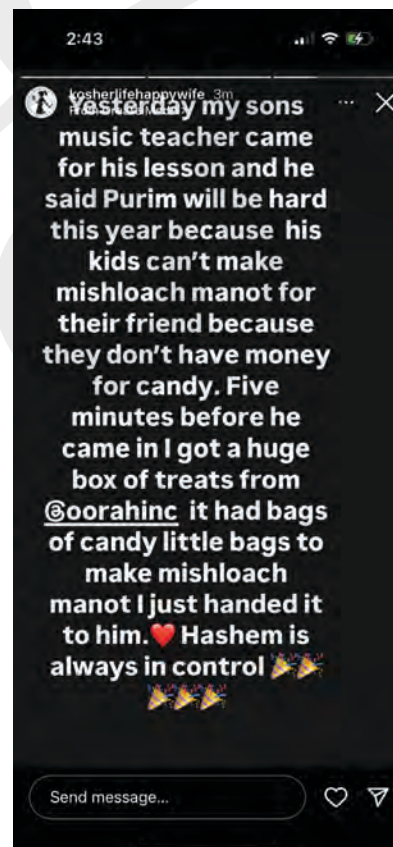 2:43
kosherlifehappywife 3m
Yesterday my sons
music teacher came
for his lesson and he
said Purim will be hard
this year because his
kids can't make
mishloach manot for
their friend because
they don't have money
for candy. Five
minutes before he
came in I got a huge
box of treats from
@oorahinc it had bags
of candy little bags to
make mishloach
manot I just handed it
to him.❤️ Hashem is
always in control 🎉🎉
🎉🎉🎉
Send message...